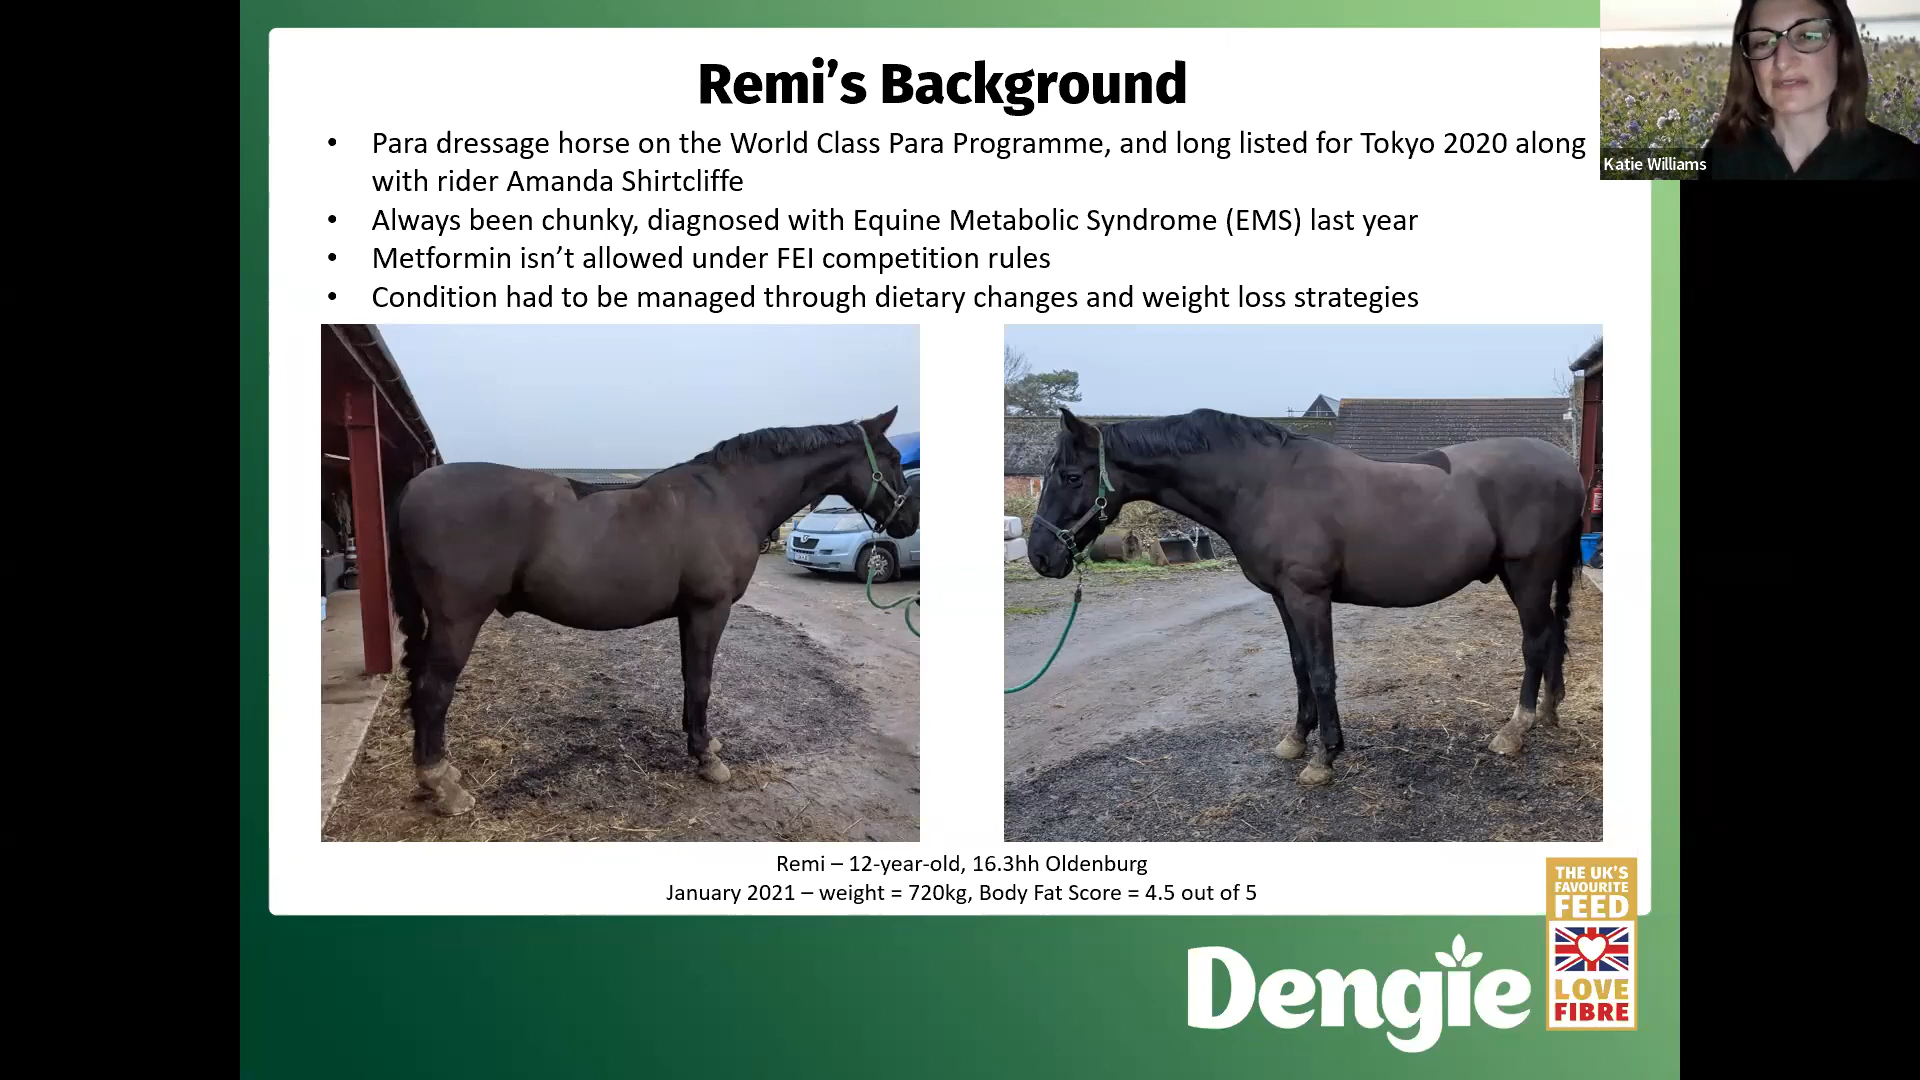 Remi’s Background
• Para dressage horse on the World Class Para Programme, and long listed for Tokyo 2020 along
with rider Amanda Shirtcliffe
• Always been chunky, diagnosed with Equine Metabolic Syndrome (EMS) last year
• Metformin isn’t allowed under FEI competition rules
• Condition had to be managed through dietary changes and weight loss strategies
Katie Williams
Remi – 12-year-old, 16.3hh Oldenburg
January 2021 – weight = 720kg, Body Fat Score = 4.5 out of 5
THE UK’S
FAVOURITE
FEED
LOVE
FIBRE
Dengie